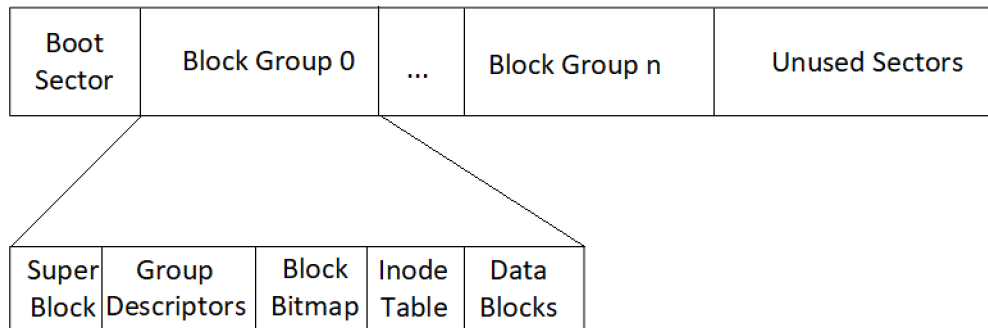 Boot
Sector
Block Group 0
...
Block Group n
Unused Sectors
Super
Block
Group
Descriptors
Block
Bitmap
Inode
Table
Data
Blocks